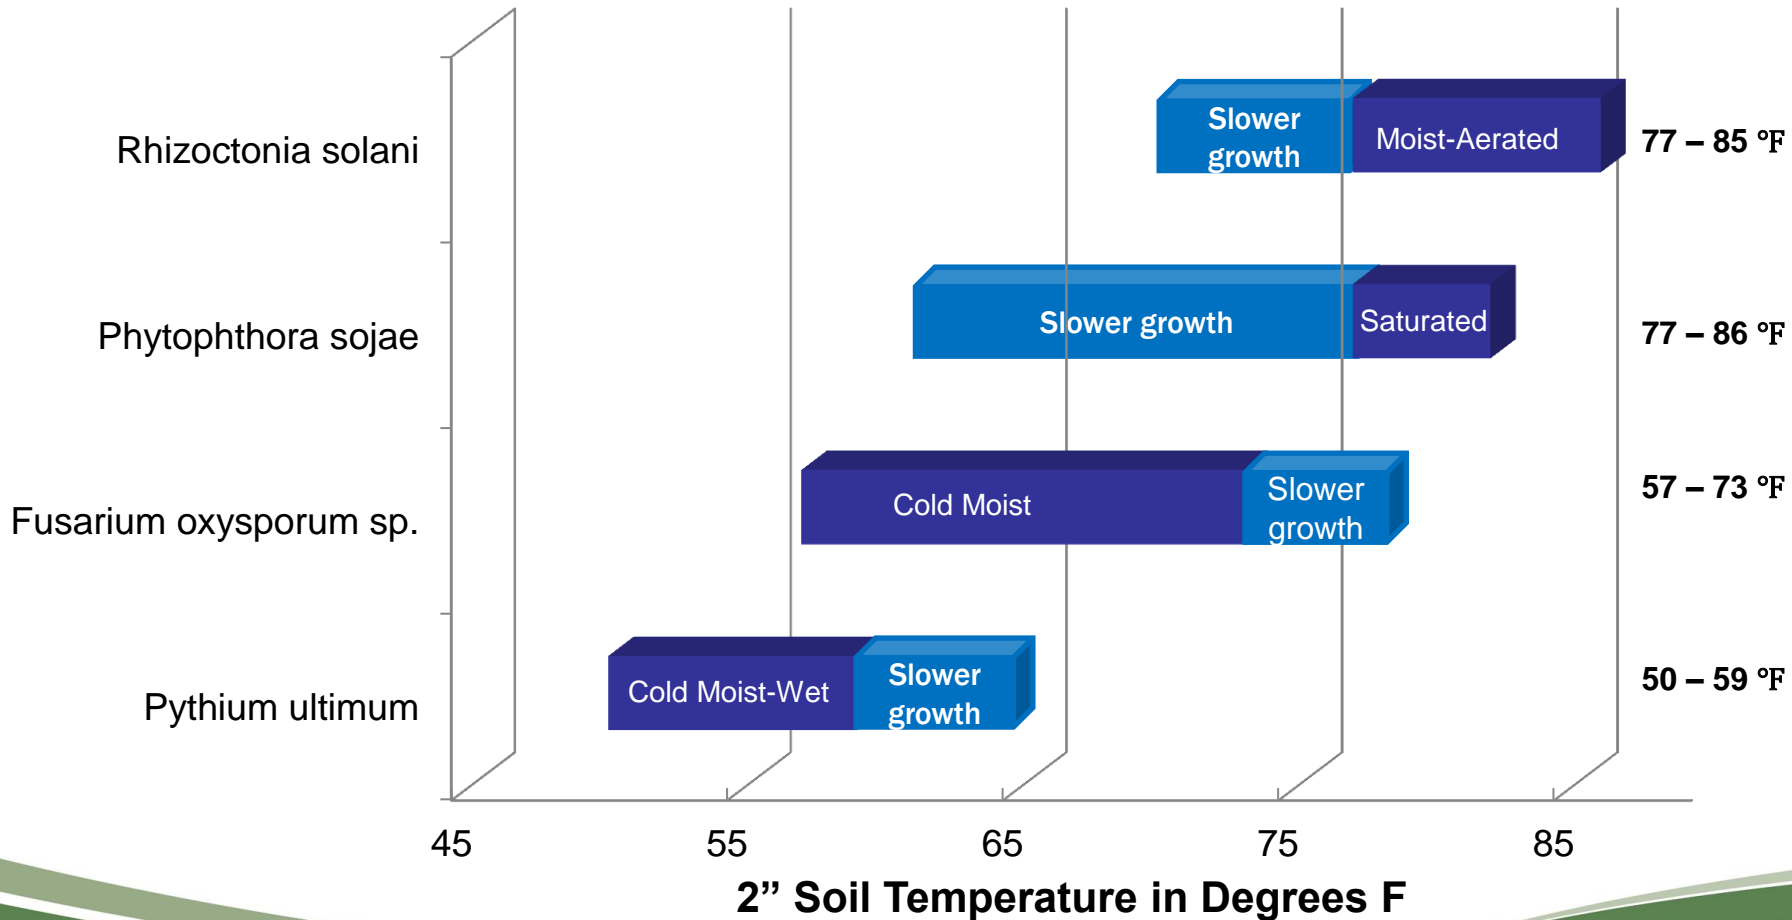 Rhizoctonia solani
Slower
growth
Moist-Aerated
77 – 85 °F
Phytophthora sojae
Slower growth
Saturated
77 – 86 °F
Fusarium oxysporum sp.
Cold Moist
Slower
growth
57 – 73 °F
Pythium ultimum
Cold Moist-Wet
Slower
growth
50 – 59 °F
45 55 65 75 85
2” Soil Temperature in Degrees F